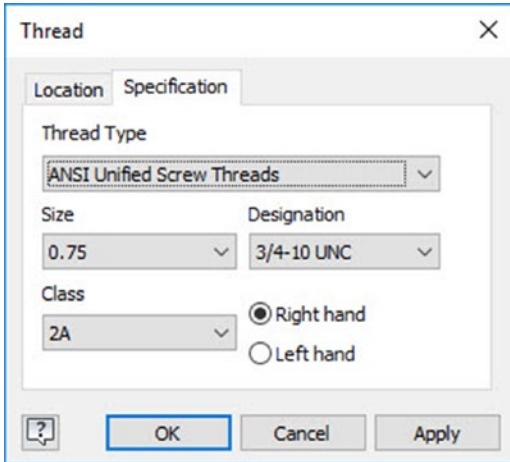 Thread
Location Specification
Thread Type
ANSI Unified Screw Threads
Size Designation
0.75 3/4-10 UNC
Class
2A
Right hand
Left hand
? OK Cancel Apply